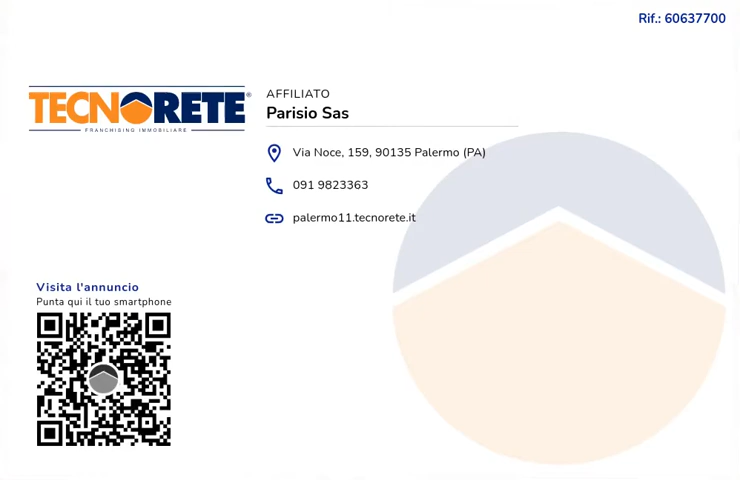 Rif.: 60637700
TECNORETE®
FRANCHISING IMMOBILIARE
AFFILIATO
Parisio Sas
Via Noce, 159, 90135 Palermo (PA)
091 9823363
palermo11.tecnorete.it
Visita l'annuncio
Punta qui il tuo smartphone